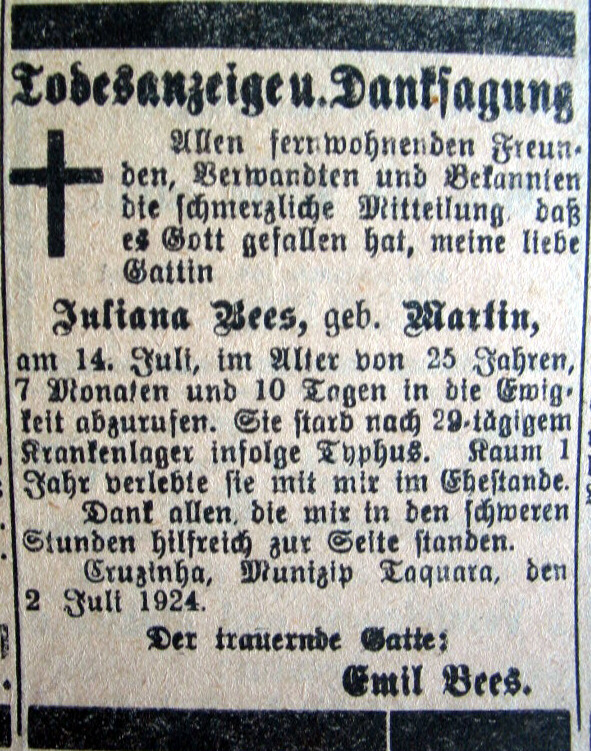 Todesanzeige u. Danksagung
Allen fernwohnenden Freun-
den, Verwandten und Bekannten
die schmerzliche Mitteilung, daß
es Gott gefallen hat, meine liebe
Gattin
Juliana Bees, geb. Martin,
am 14. Juli, im Alter von 25 Jahren,
7 Monaten und 10 Tagen in die Ewig-
keit abzurufen. Sie starb nach 29-tägigem
Krankenlager infolge Typhus. Kaum 1
Jahr verlebte sie mit mir im Ehestande.
Dank allen, die mir in den schweren
Stunden hilfreich zur Seite standen.
Cruzinha, Munizip Taquara, den
2 Juli 1924.
Der trauernde Gatte:
Emil Bees.